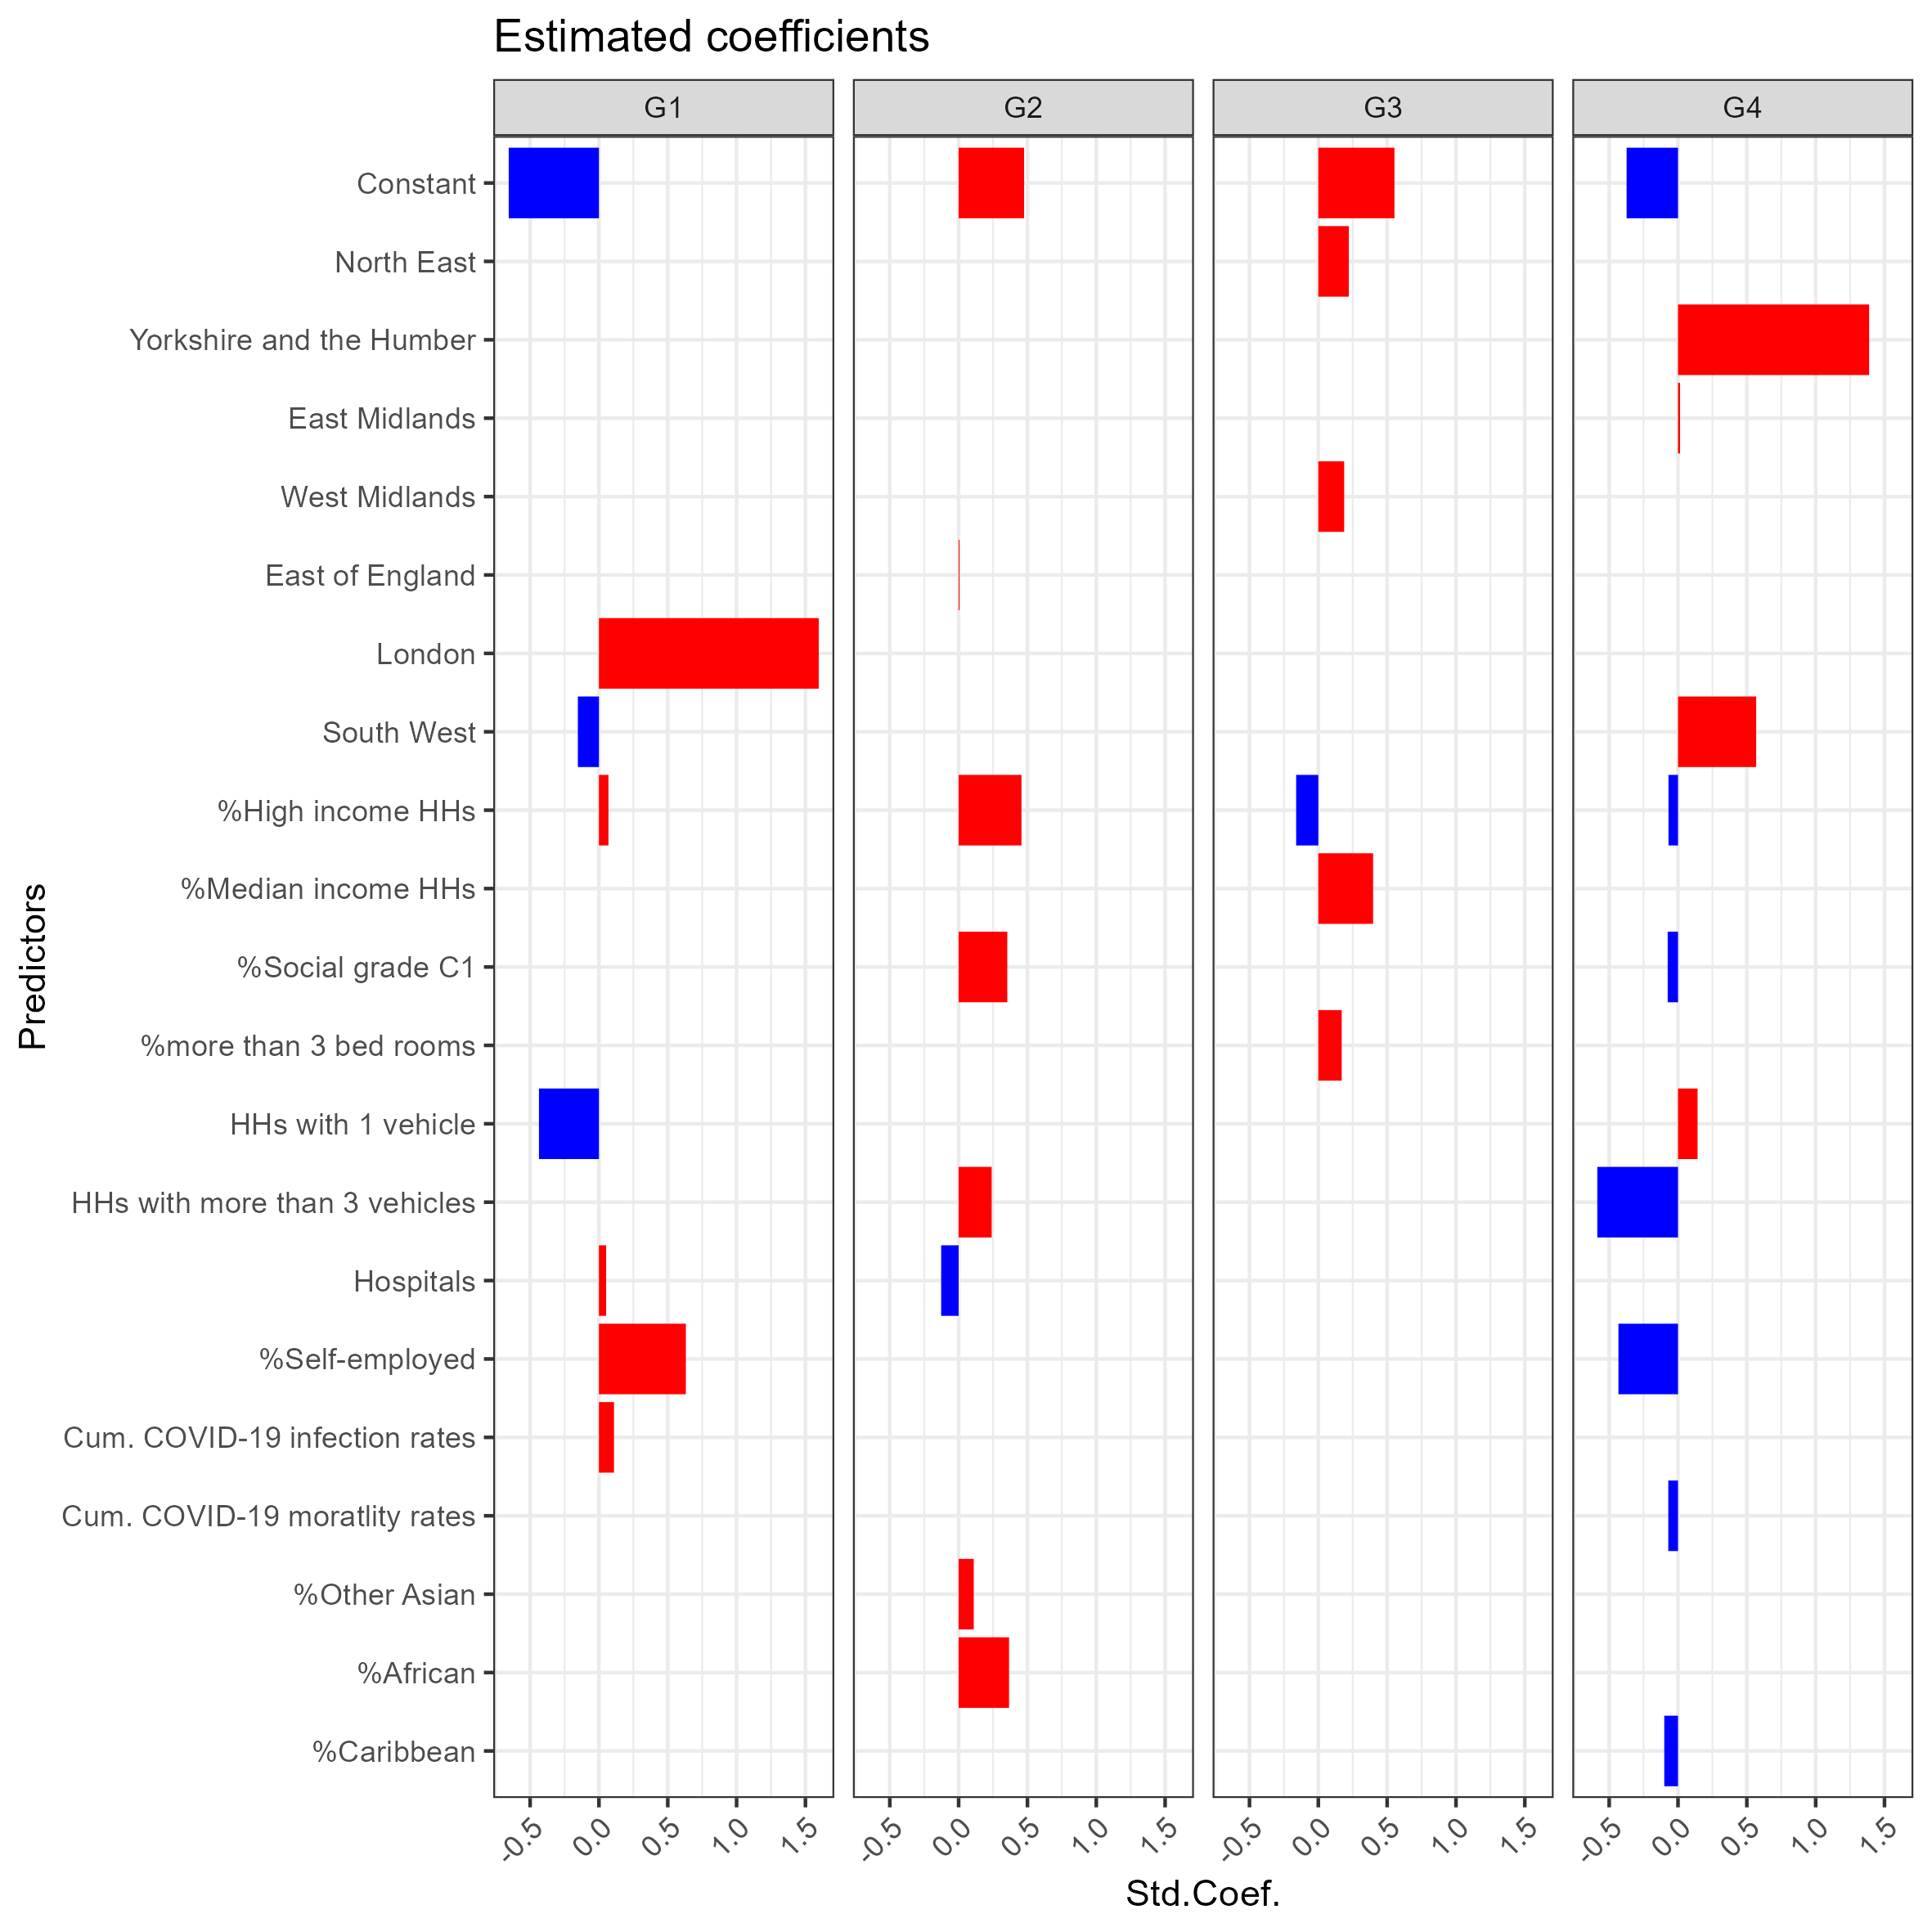 Estimated coefficients
G1 G2 G3 G4
Constant
North East
Yorkshire and the Humber
East Midlands
West Midlands
East of England
London
South West
%High income HHs
%Median income HHs
%Social grade C1
%more than 3 bed rooms
HHs with 1 vehicle
HHs with more than 3 vehicles
Hospitals
%Self-employed
Cum. COVID-19 infection rates
Cum. COVID-19 moratlity rates
%Other Asian
%African
%Caribbean
Predictors
-0.5 0.0 0.5 1.0 1.5 -0.5 0.0 0.5 1.0 1.5 -0.5 0.0 0.5 1.0 1.5 -0.5 0.0 0.5 1.0 1.5
Std.Coef.